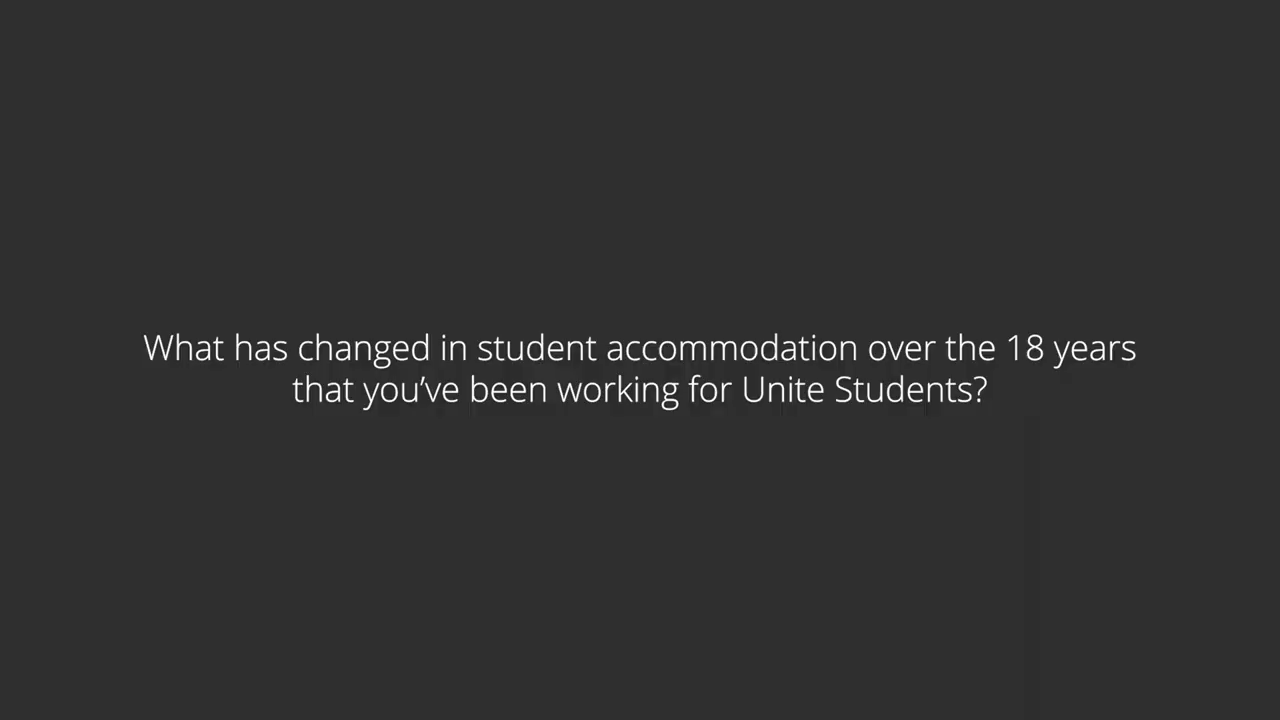 What has changed in student accommodation over the 18 years
that you’ve been working for Unite Students?